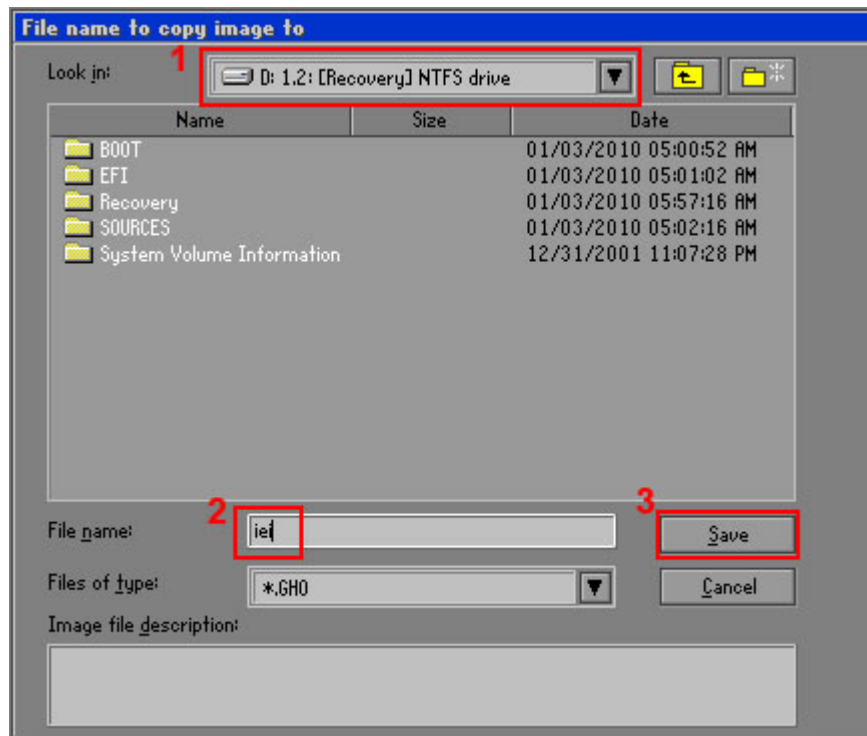 File name to copy image to
1
Look in: D: 1.2: [Recovery] NTFS drive
Name Size Date
BOOT 01/03/2010 05:00:52 AM
EFI 01/03/2010 05:01:02 AM
Recovery 01/03/2010 05:57:16 AM
SOURCES 01/03/2010 05:02:16 AM
System Volume Information 12/31/2001 11:07:28 PM
2 3
File name: iei Save
Files of type: *.GHO Cancel
Image file description: